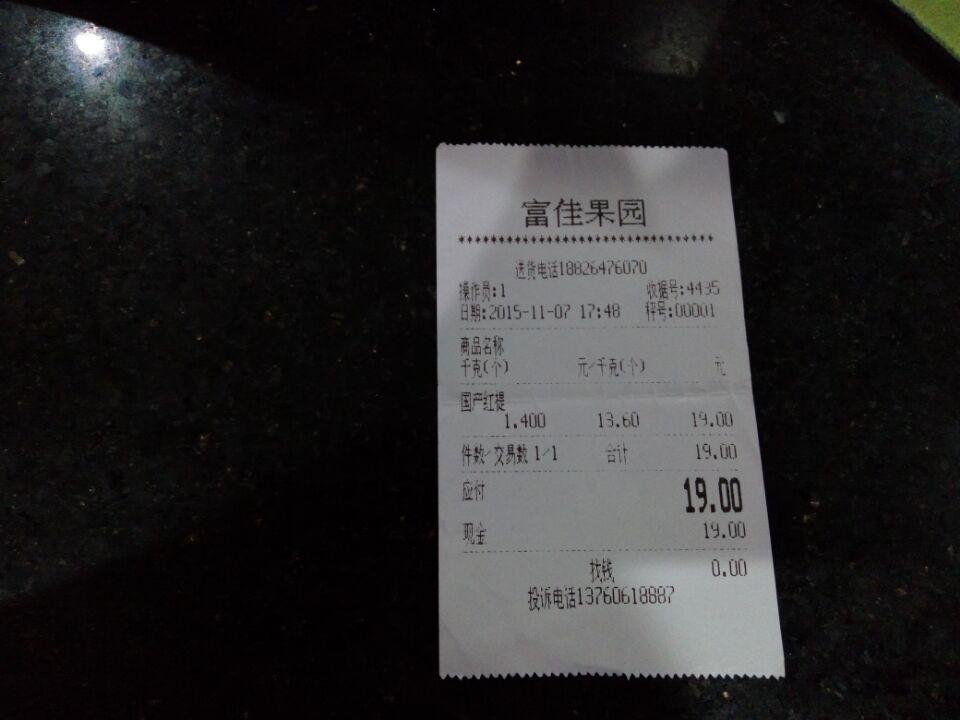 富佳果园
****************************
送货电话18826476070
操作员:1 收据号:4435
日期:2015-11-07 17:48 秤号:00001
商品名称
千克(个) 元/千克(个) 元
国产红提
1.400 13.60 19.00
件数/交易数 1/1 合计 19.00
应付 19.00
现金 19.00
找钱 0.00
投诉电话13760618887